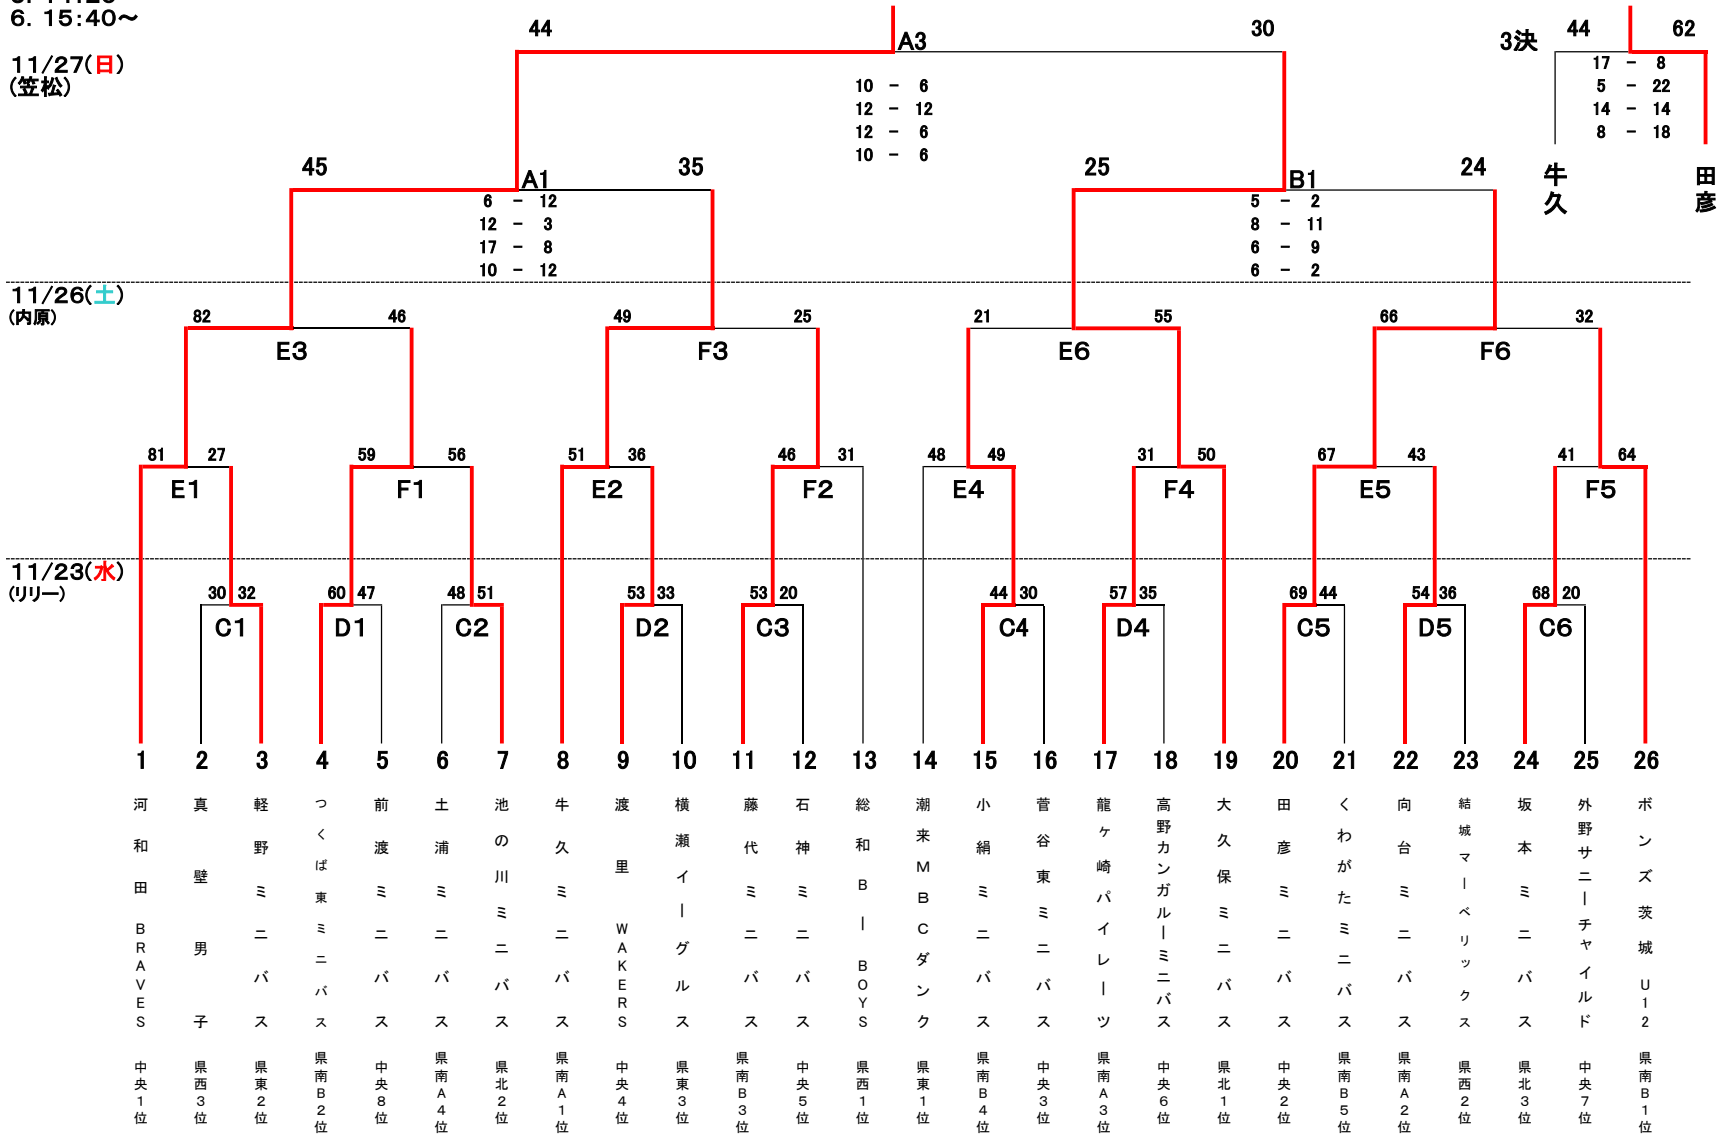 6. 15:40～
44
A3
30
3決
44
62
11/27(日)
(笠松)
10 － 6
12 － 12
12 － 6
10 － 6
17 － 8
5 － 22
14 － 14
8 － 18
牛久
田彦
45
A1
35
25
B1
24
6 － 12
12 － 3
17 － 8
10 － 12
5 － 2
8 － 11
6 － 9
6 － 2
11/26(土)
(内原)
82 46
49 25
21 55
66 32
E3
F3
E6
F6
81 27
59 56
51 36
46 31
48 49
31 50
67 43
41 64
E1
F1
E2
F2
E4
F4
E5
F5
11/23(水)
(リリー)
30 32
60 47
48 51
53 33
53 20
44 30
57 35
69 44
54 36
68 20
C1
D1
C2
D2
C3
C4
D4
C5
D5
C6
1 2 3 4 5 6 7 8 9 10 11 12 13 14 15 16 17 18 19 20 21 22 23 24 25 26
河和田BRAVES
真壁男子
軽野ミニバス
つくば東ミニバス
前渡ミニバス
土浦ミニバス
池の川ミニバス
牛久ミニバス
渡里WAKERS
横瀬イーグルス
藤代ミニバス
石神ミニバス
総和BーBOYS
潮来MBCダンク
小絹ミニバス
菅谷東ミニバス
龍ヶ崎パイレーツ
高野カンガルーミニバス
大久保ミニバス
田彦ミニバス
くわがたミニバス
向台ミニバス
結城マーベリックス
坂本ミニバス
外野サニーチャイルド
ボンズ茨城U12
中央1位
県西3位
県東2位
県南B2位
中央8位
県南A4位
県北2位
県南A1位
中央4位
県東3位
県南B3位
中央5位
県西1位
県東1位
県南B4位
中央3位
県南A3位
中央6位
県北1位
中央2位
県南B5位
県南A2位
県西2位
県北3位
中央7位
県南B1位